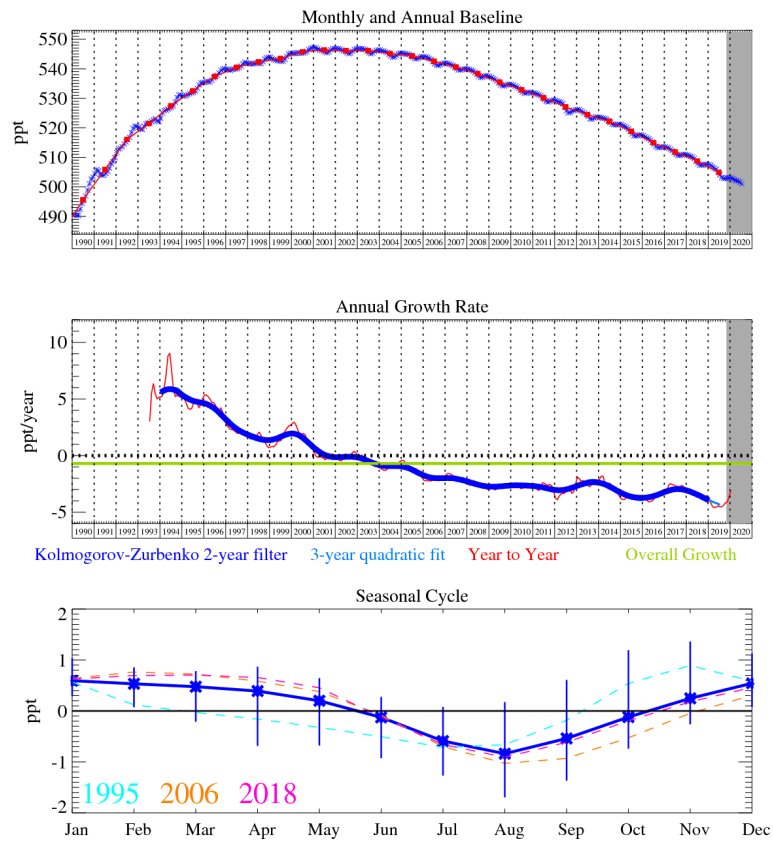 Monthly and Annual Baseline
550
540
530
520
510
500
490
ppt
1990 1991 1992 1993 1994 1995 1996 1997 1998 1999 2000 2001 2002 2003 2004 2005 2006 2007 2008 2009 2010 2011 2012 2013 2014 2015 2016 2017 2018 2019 2020
Annual Growth Rate
10
5
0
-5
ppt/year
1990 1991 1992 1993 1994 1995 1996 1997 1998 1999 2000 2001 2002 2003 2004 2005 2006 2007 2008 2009 2010 2011 2012 2013 2014 2015 2016 2017 2018 2019 2020
Kolmogorov-Zurbenko 2-year filter 3-year quadratic fit Year to Year Overall Growth
Seasonal Cycle
2
1
0
-1
-2
ppt
1995 2006 2018
Jan Feb Mar Apr May Jun Jul Aug Sep Oct Nov Dec